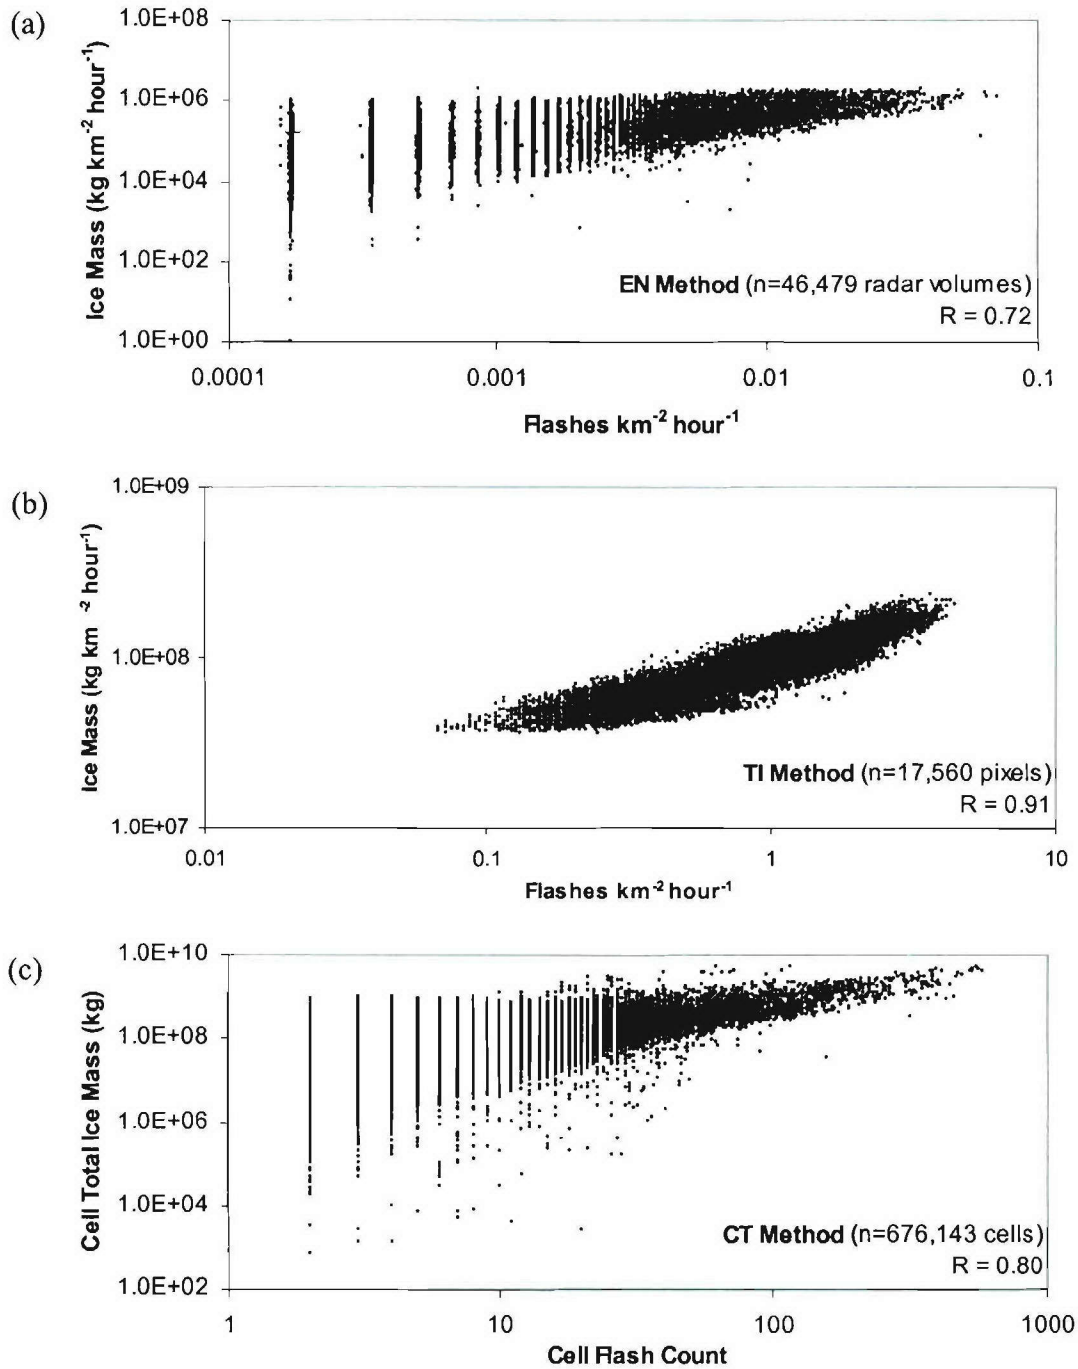 (a)
1.0E+08
1.0E+06
1.0E+04
1.0E+02
1.0E+00
Ice Mass (kg km-2 hour-1)
EN Method (n=46,479 radar volumes)
R = 0.72
0.0001 0.001 0.01 0.1
Flashes km-2 hour-1
(b)
1.0E+09
1.0E+08
1.0E+07
Ice Mass (kg km -2 hour-1)
TI Method (n=17,560 pixels)
R = 0.91
0.01 0.1 1 10
Flashes km-2 hour-1
(c)
1.0E+10
1.0E+08
1.0E+06
1.0E+04
1.0E+02
Cell Total Ice Mass (kg)
CT Method (n=676,143 cells)
R = 0.80
1 10 100 1000
Cell Flash Count